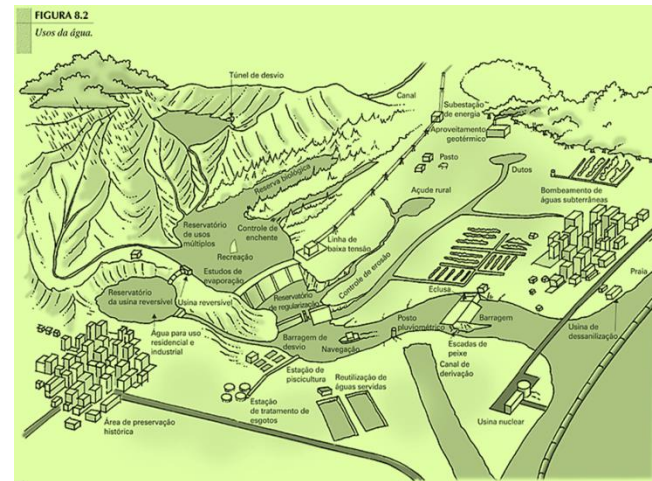 FIGURA 8.2
Usos da água.
Túnel de desvio
Canal
Subestação
de energia
Aproveitamento
geotérmico
Pasto
Dutos
Reserva biológica
Açude rural
Bombeamento de
águas subterrâneas
Reservatório
de usos
múltiplos
Controle de
enchente
Recreação
Linha de
baixa tensão
Controle de erosão
Estudos de
evaporação
Reservatório
da usina reversível
Usina reversível
Reservatório
de regularização
Eclusa
Praia
Água para uso
residencial e
industrial
Barragem de
desvio
Navegação
Posto
pluviométrico
Barragem
Escadas de
peixe
Usina de
dessanilização
Estação de
piscicultura
Reutilização de
águas servidas
Canal de
derivação
Estação
de tratamento de
esgotos
Usina nuclear
Área de preservação
histórica